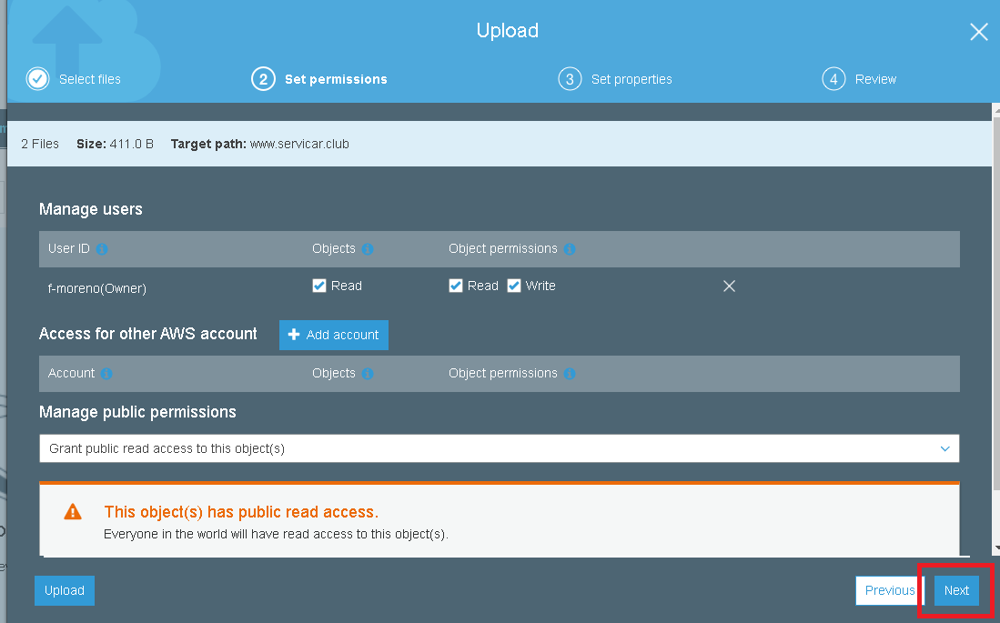 Upload
Select files
2 Set permissions
3 Set properties
4 Review
2 Files Size: 411.0 B Target path: www.servicar.club
Manage users
User ID Objects Object permissions
f-moreno(Owner) Read Read Write
Access for other AWS account Add account
Account Objects Object permissions
Manage public permissions
Grant public read access to this object(s)
This object(s) has public read access.
Everyone in the world will have read access to this object(s).
Upload Previous Next